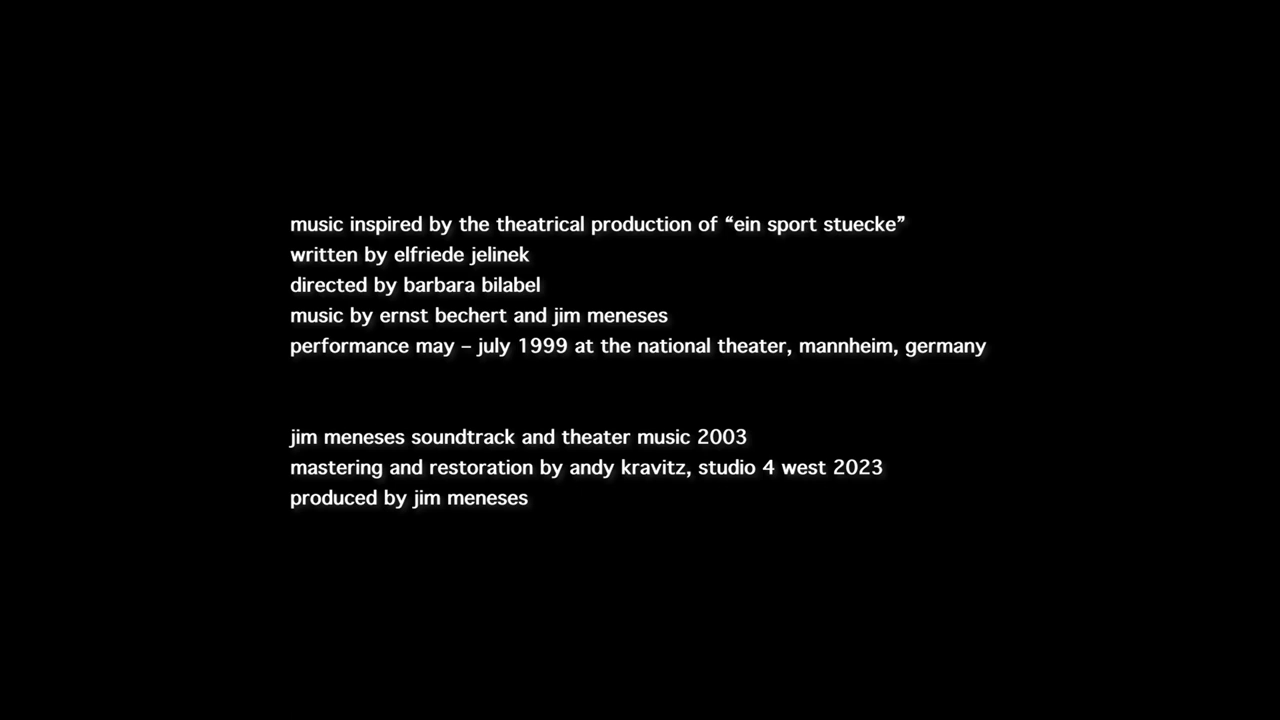 music inspired by the theatrical production of “ein sport stuecke”
written by elfriede jelinek
directed by barbara bilabel
music by ernst bechert and jim meneses
performance may – july 1999 at the national theater, mannheim, germany
jim meneses soundtrack and theater music 2003
mastering and restoration by andy kravitz, studio 4 west 2023
produced by jim meneses